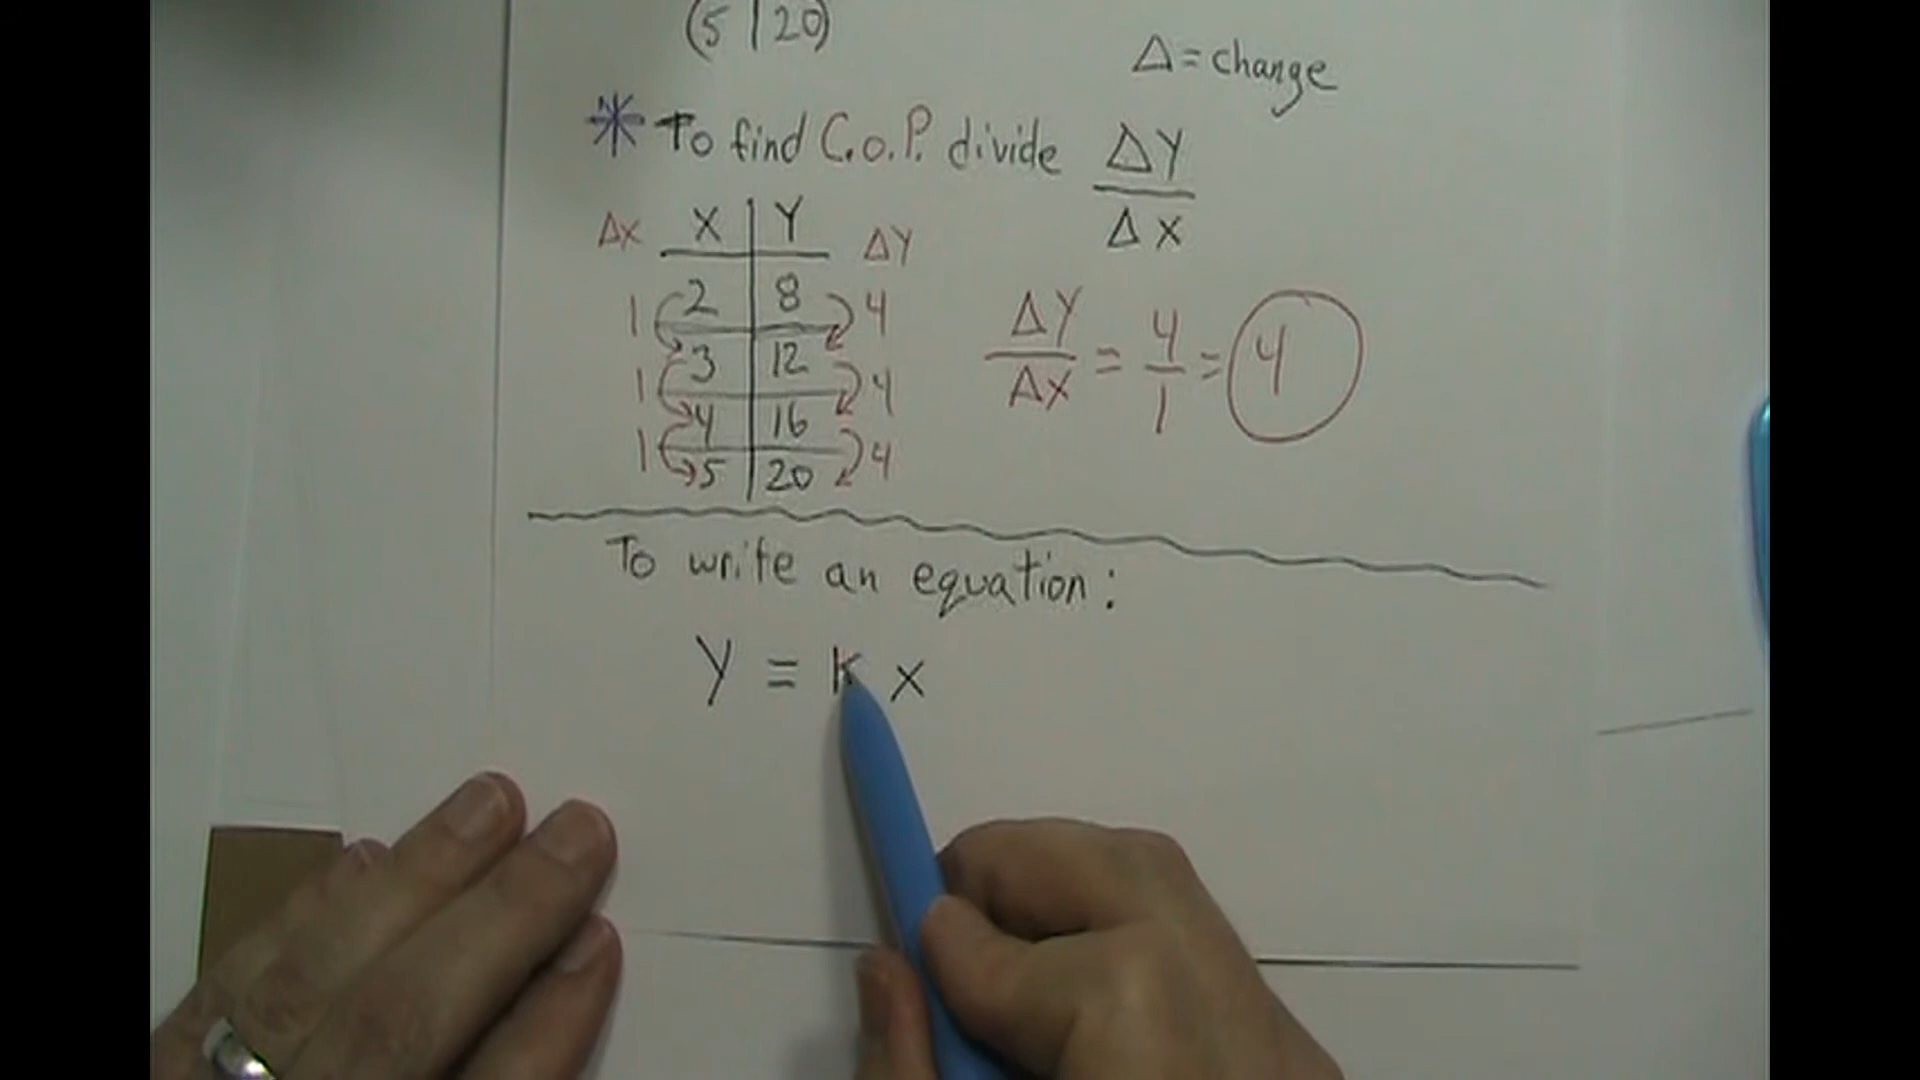 (5 | 20)
Δ = change
* To find C.o.P. divide ΔY
ΔX
Δx X Y ΔY
1 2 8 4
1 3 12 4
1 4 16 4
5 20
ΔY/ΔX = 4/1 = 4
To write an equation:
Y = K x